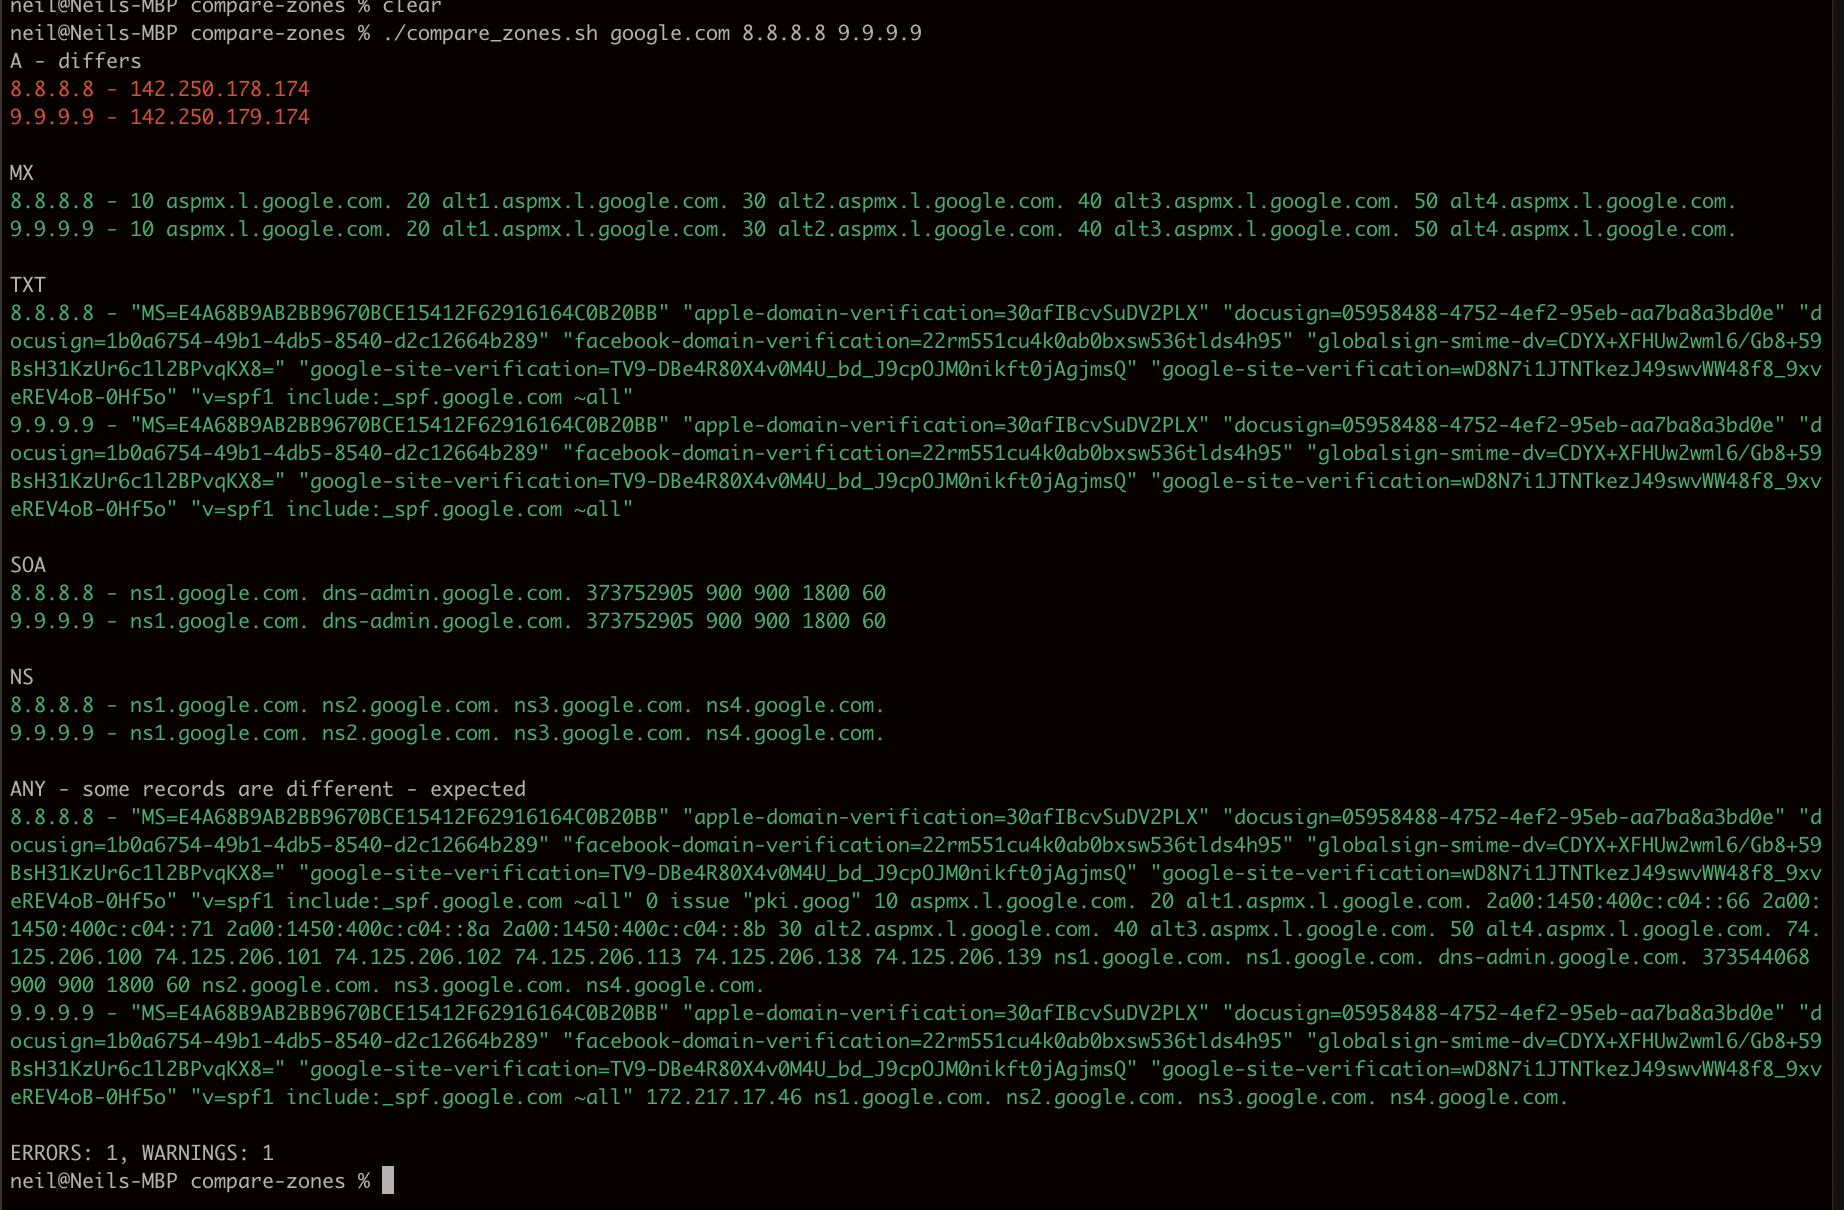 neil@Neils-MBP compare-zones % clear
neil@Neils-MBP compare-zones % ./compare_zones.sh google.com 8.8.8.8 9.9.9.9
A - differs
8.8.8.8 - 142.250.178.174
9.9.9.9 - 142.250.179.174
MX
8.8.8.8 - 10 aspmx.l.google.com. 20 alt1.aspmx.l.google.com. 30 alt2.aspmx.l.google.com. 40 alt3.aspmx.l.google.com. 50 alt4.aspmx.l.google.com.
9.9.9.9 - 10 aspmx.l.google.com. 20 alt1.aspmx.l.google.com. 30 alt2.aspmx.l.google.com. 40 alt3.aspmx.l.google.com. 50 alt4.aspmx.l.google.com.
TXT
8.8.8.8 - "MS=E4A68B9AB2BB9670BCE15412F62916164C0B20BB" "apple-domain-verification=30afIBcvSuDV2PLX" "docusign=05958488-4752-4ef2-95eb-aa7ba8a3bd0e" "d
ocusign=1b0a6754-49b1-4db5-8540-d2c12664b289" "facebook-domain-verification=22rm551cu4k0ab0bxsw536tlds4h95" "globalsign-smime-dv=CDYX+XFHUw2wml6/Gb8+59
BsH31KzUr6c1l2BPvqKX8=" "google-site-verification=TV9-DBe4R80X4v0M4U_bd_J9cpOJM0nikft0jAgjmsQ" "google-site-verification=wD8N7i1JTNTkezJ49swvWW48f8_9xv
eREV4oB-0Hf5o" "v=spf1 include:_spf.google.com ~all"
9.9.9.9 - "MS=E4A68B9AB2BB9670BCE15412F62916164C0B20BB" "apple-domain-verification=30afIBcvSuDV2PLX" "docusign=05958488-4752-4ef2-95eb-aa7ba8a3bd0e" "d
ocusign=1b0a6754-49b1-4db5-8540-d2c12664b289" "facebook-domain-verification=22rm551cu4k0ab0bxsw536tlds4h95" "globalsign-smime-dv=CDYX+XFHUw2wml6/Gb8+59
BsH31KzUr6c1l2BPvqKX8=" "google-site-verification=TV9-DBe4R80X4v0M4U_bd_J9cpOJM0nikft0jAgjmsQ" "google-site-verification=wD8N7i1JTNTkezJ49swvWW48f8_9xv
eREV4oB-0Hf5o" "v=spf1 include:_spf.google.com ~all"
SOA
8.8.8.8 - ns1.google.com. dns-admin.google.com. 373752905 900 900 1800 60
9.9.9.9 - ns1.google.com. dns-admin.google.com. 373752905 900 900 1800 60
NS
8.8.8.8 - ns1.google.com. ns2.google.com. ns3.google.com. ns4.google.com.
9.9.9.9 - ns1.google.com. ns2.google.com. ns3.google.com. ns4.google.com.
ANY - some records are different - expected
8.8.8.8 - "MS=E4A68B9AB2BB9670BCE15412F62916164C0B20BB" "apple-domain-verification=30afIBcvSuDV2PLX" "docusign=05958488-4752-4ef2-95eb-aa7ba8a3bd0e" "d
ocusign=1b0a6754-49b1-4db5-8540-d2c12664b289" "facebook-domain-verification=22rm551cu4k0ab0bxsw536tlds4h95" "globalsign-smime-dv=CDYX+XFHUw2wml6/Gb8+59
BsH31KzUr6c1l2BPvqKX8=" "google-site-verification=TV9-DBe4R80X4v0M4U_bd_J9cpOJM0nikft0jAgjmsQ" "google-site-verification=wD8N7i1JTNTkezJ49swvWW48f8_9xv
eREV4oB-0Hf5o" "v=spf1 include:_spf.google.com ~all" 0 issue "pki.goog" 10 aspmx.l.google.com. 20 alt1.aspmx.l.google.com. 2a00:1450:400c:c04::66 2a00:
1450:400c:c04::71 2a00:1450:400c:c04::8a 2a00:1450:400c:c04::8b 30 alt2.aspmx.l.google.com. 40 alt3.aspmx.l.google.com. 50 alt4.aspmx.l.google.com. 74.
125.206.100 74.125.206.101 74.125.206.102 74.125.206.113 74.125.206.138 74.125.206.139 ns1.google.com. ns1.google.com. dns-admin.google.com. 373544068
900 900 1800 60 ns2.google.com. ns3.google.com. ns4.google.com.
9.9.9.9 - "MS=E4A68B9AB2BB9670BCE15412F62916164C0B20BB" "apple-domain-verification=30afIBcvSuDV2PLX" "docusign=05958488-4752-4ef2-95eb-aa7ba8a3bd0e" "d
ocusign=1b0a6754-49b1-4db5-8540-d2c12664b289" "facebook-domain-verification=22rm551cu4k0ab0bxsw536tlds4h95" "globalsign-smime-dv=CDYX+XFHUw2wml6/Gb8+59
BsH31KzUr6c1l2BPvqKX8=" "google-site-verification=TV9-DBe4R80X4v0M4U_bd_J9cpOJM0nikft0jAgjmsQ" "google-site-verification=wD8N7i1JTNTkezJ49swvWW48f8_9xv
eREV4oB-0Hf5o" "v=spf1 include:_spf.google.com ~all" 172.217.17.46 ns1.google.com. ns2.google.com. ns3.google.com. ns4.google.com.
ERRORS: 1, WARNINGS: 1
neil@Neils-MBP compare-zones %